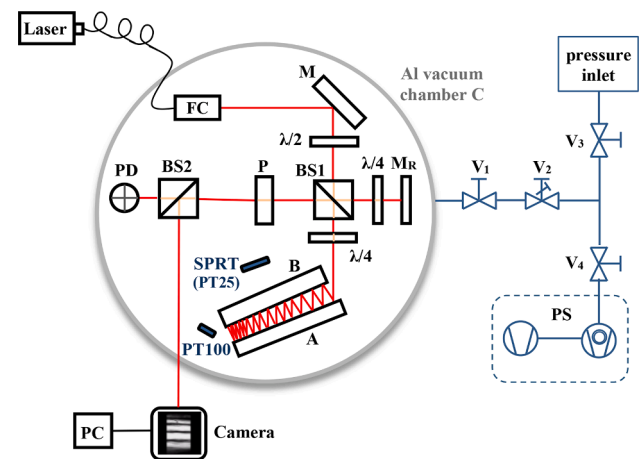 Laser
M
Al vacuum
chamber C
pressure
inlet
FC
λ/2
V3
PD
BS2
P
BS1
λ/4
MR
V1
V2
λ/4
SPRT
(PT25)
B
V4
PT100
A
PS
PC
Camera